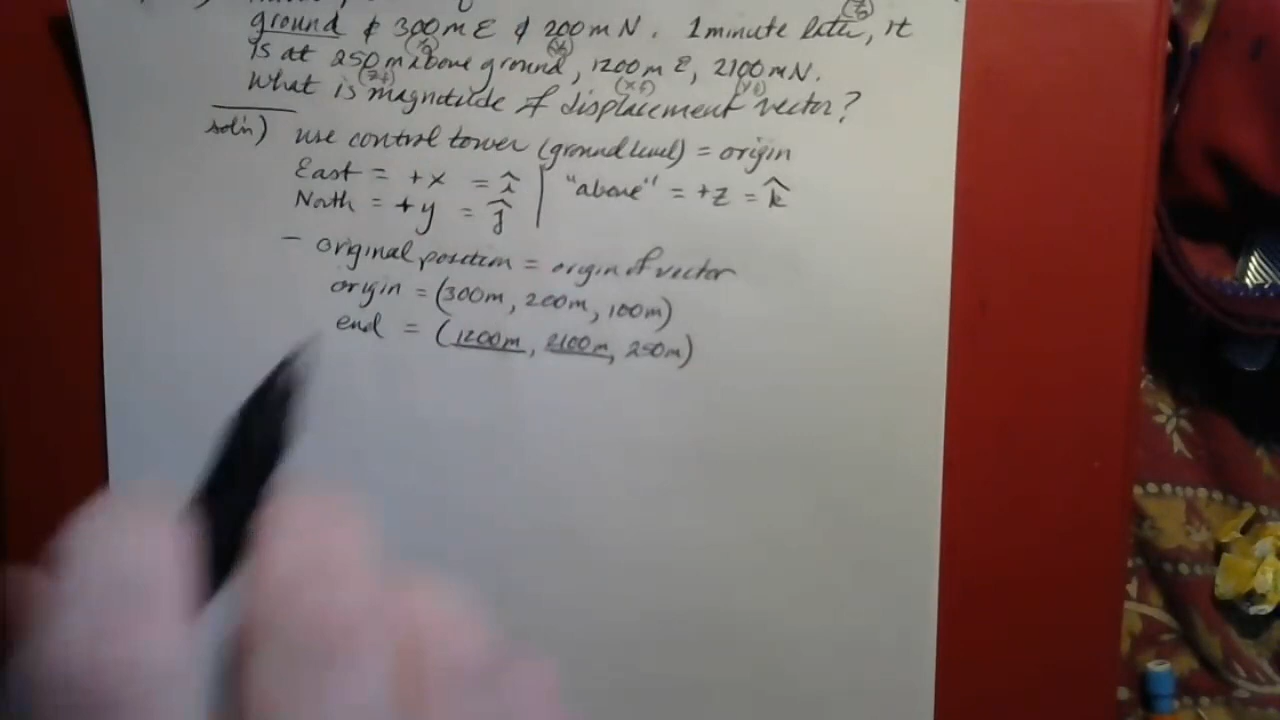 ground & 300m E & 200m N. 1 minute later, it
is at 250m above ground, 1200m E, 2100m N.
What is magnitude of displacement vector?
sol'n) use control tower (ground level) = origin
East = +x = î | "above" = +z = k̂
North = +y = ĵ
- original position = origin of vector
origin = (300m, 200m, 100m)
end = (1200m, 2100m, 250m)